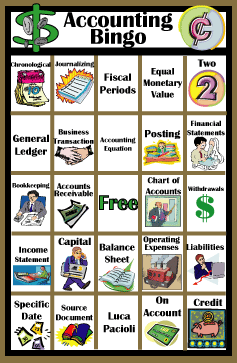 Accounting
Bingo
Chronological
Journalizing
Fiscal
Periods
Equal
Monetary
Value
Two
2
General
Ledger
Business
Transaction
Accounting
Equation
Posting
Financial
Statements
Bookkeeping
Accounts
Receivable
Free
Chart of
Accounts
Withdrawals
$
Income
Statement
Capital
Balance
Sheet
Operating
Expenses
Liabilities
Specific
Date
Source
Document
Luca
Pacioli
On
Account
Credit